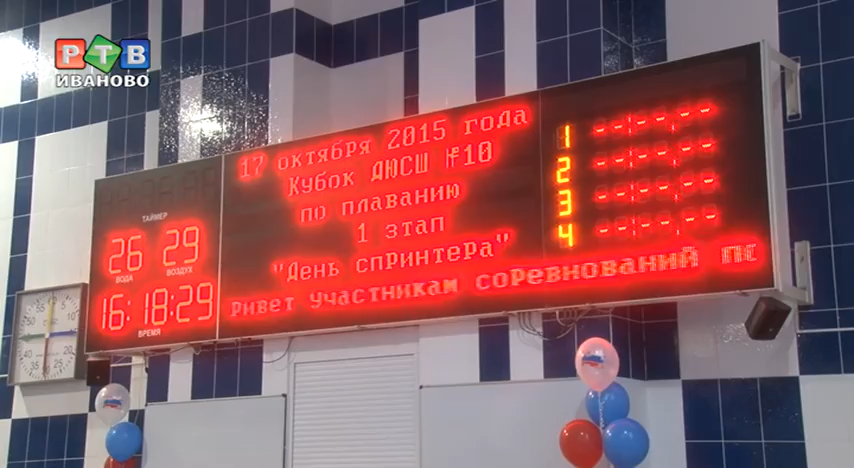 РТВ
ИВАНОВО
17 октября 2015 года
Кубок ДЮСШ №10
по плаванию
1 этап
"День спринтера"
ривет участникам соревнований по
1
2
3
4
ТАЙМЕР
26 29
ВОДА ВОЗДУХ
16:18:29
ВРЕМЯ